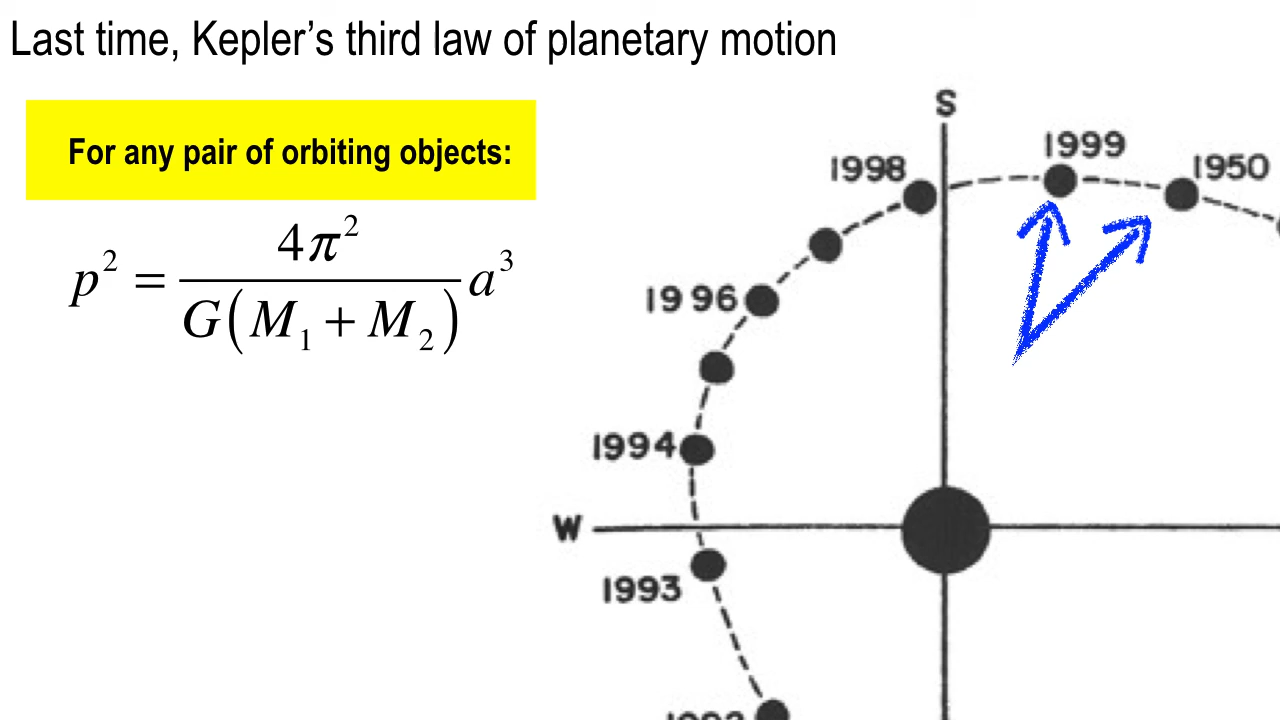 Last time, Kepler's third law of planetary motion
For any pair of orbiting objects:
p² = 4π² / G(M₁ + M₂) a³
S
1999
1950
1998
1996
1994
W
1993